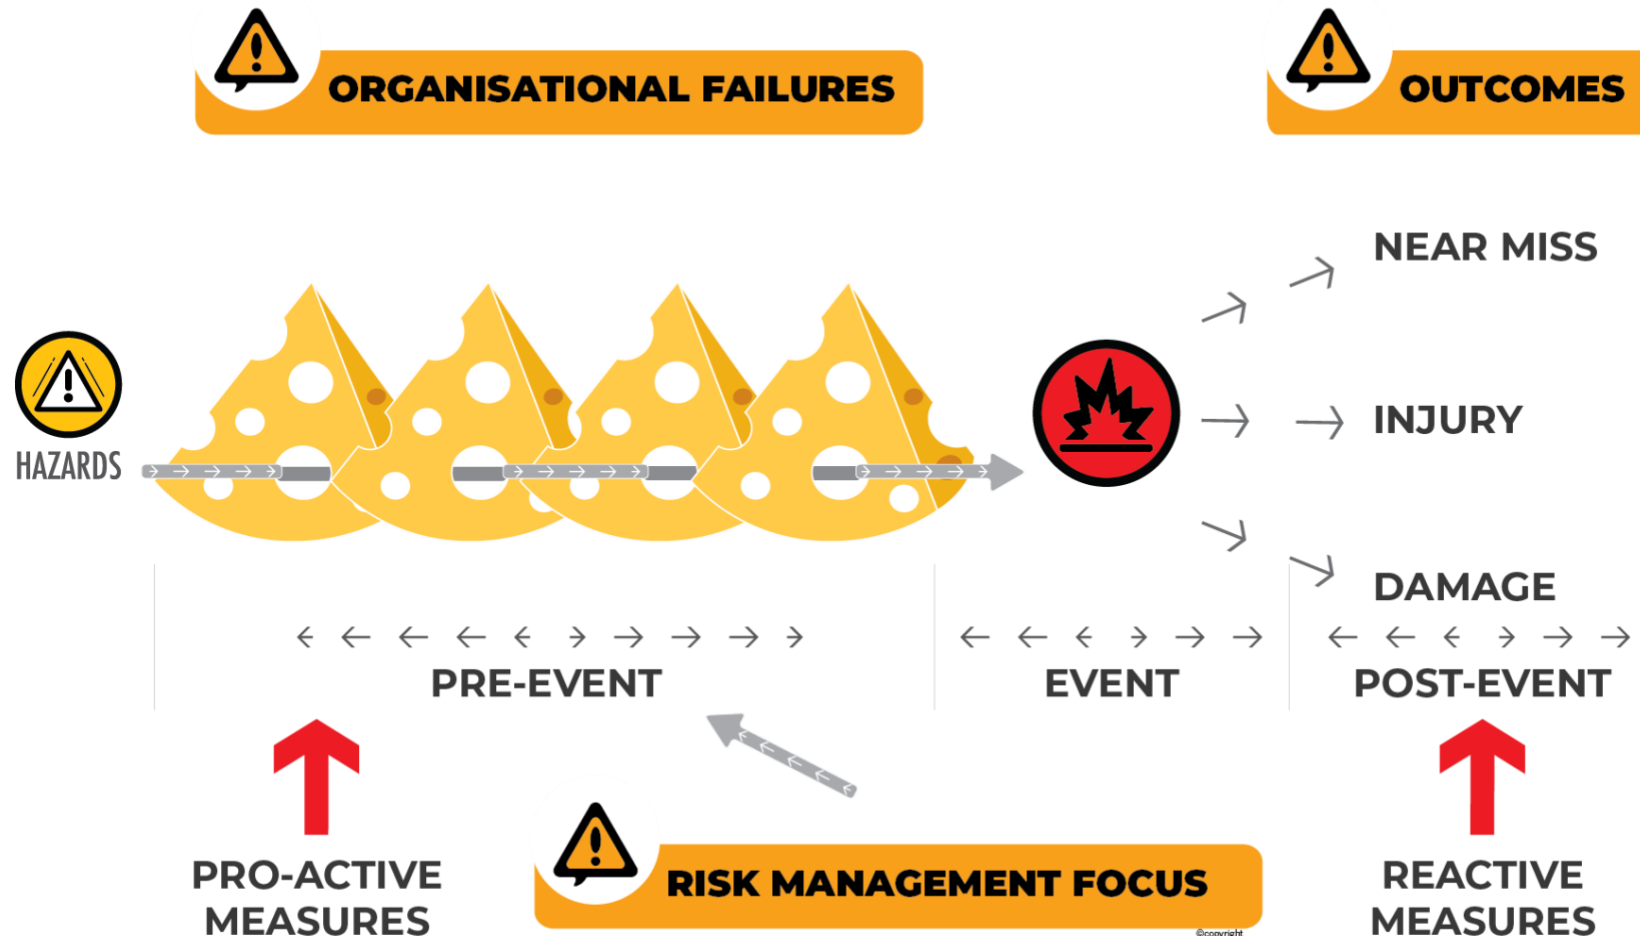 ORGANISATIONAL FAILURES
OUTCOMES
NEAR MISS
HAZARDS
INJURY
DAMAGE
PRE-EVENT
EVENT
POST-EVENT
PRO-ACTIVE
MEASURES
RISK MANAGEMENT FOCUS
REACTIVE
MEASURES
©copyright